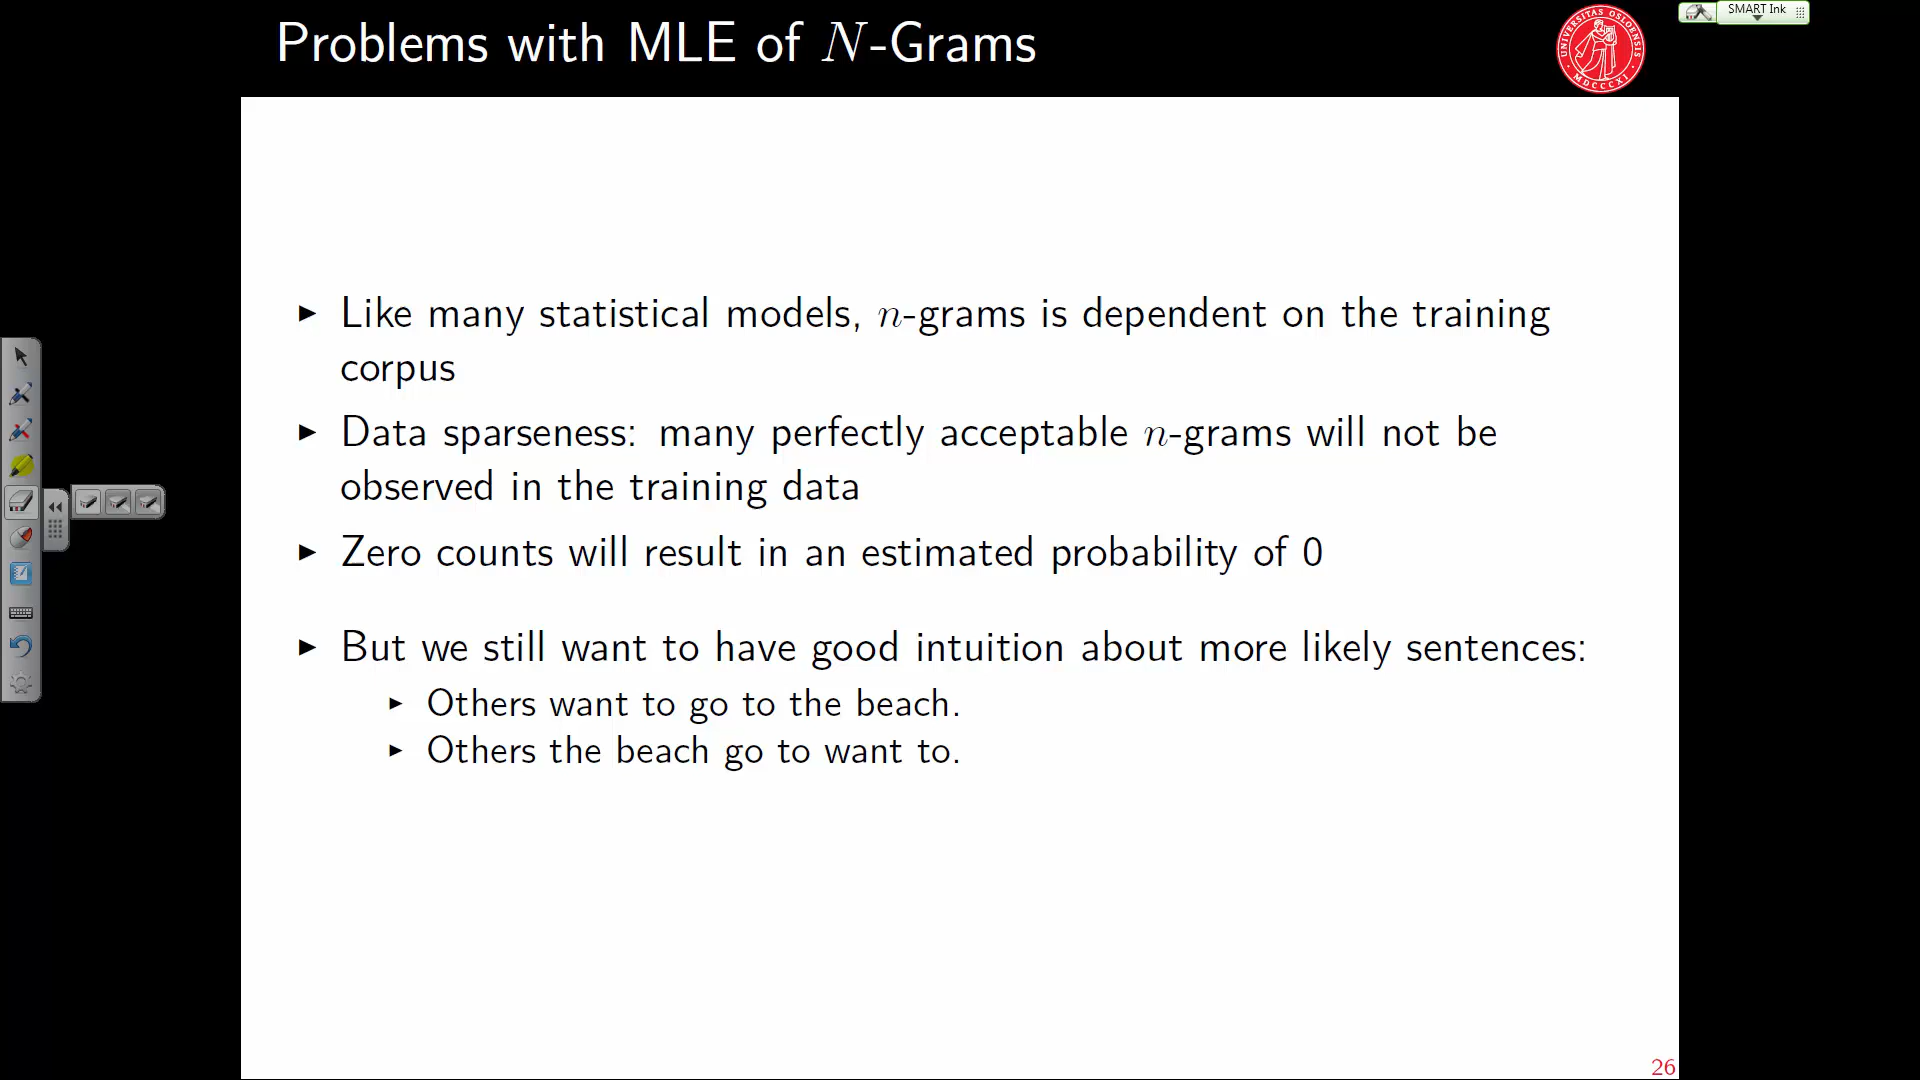 Problems with MLE of N-Grams
UNIVERSITAS OSLOENSIS
MDCCCXI
SMART Ink
► Like many statistical models, n-grams is dependent on the training
corpus
► Data sparseness: many perfectly acceptable n-grams will not be
observed in the training data
► Zero counts will result in an estimated probability of 0
► But we still want to have good intuition about more likely sentences:
► Others want to go to the beach.
► Others the beach go to want to.
26